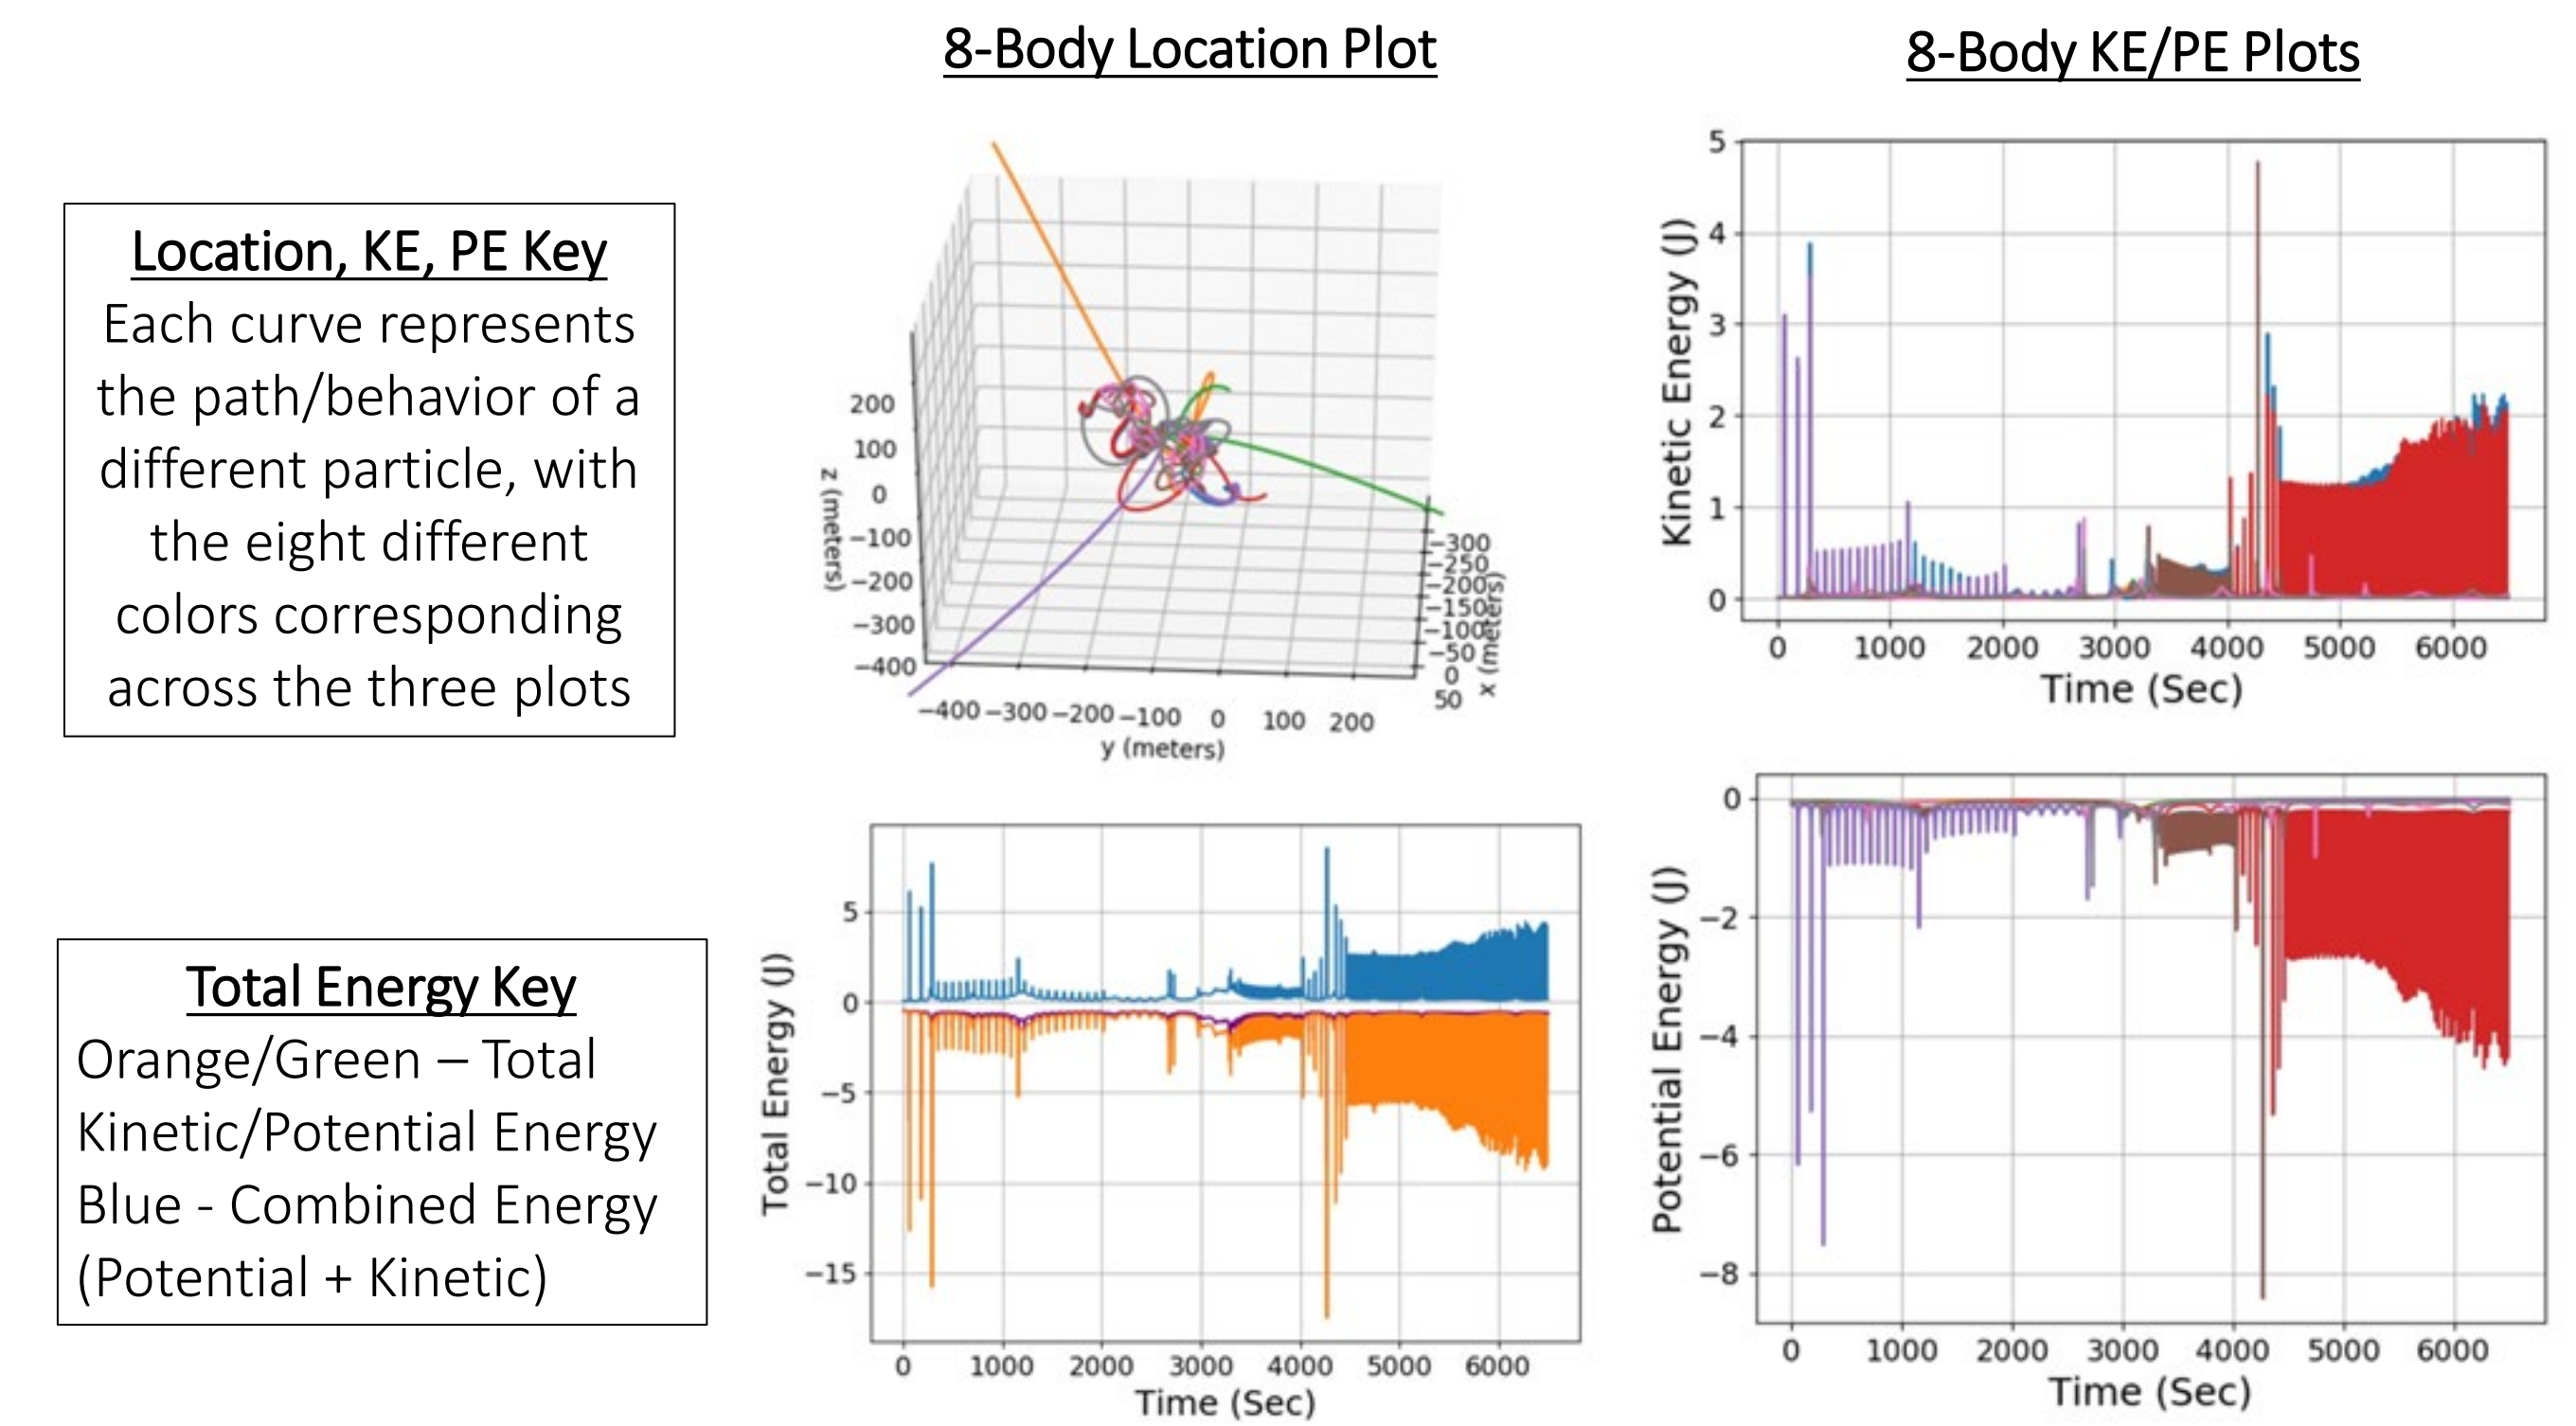 8-Body Location Plot
8-Body KE/PE Plots
Location, KE, PE Key
Each curve represents
the path/behavior of a
different particle, with
the eight different
colors corresponding
across the three plots
200
100
0
−100
−200
−300
−400
z (meters)
−400 −300 −200 −100 0 100 200
y (meters)
−300
−250
−200
−150
−100
−50
0
50
x (meters)
5
4
3
2
1
0
Kinetic Energy (J)
0 1000 2000 3000 4000 5000 6000
Time (Sec)
Total Energy Key
Orange/Green – Total
Kinetic/Potential Energy
Blue - Combined Energy
(Potential + Kinetic)
5
0
−5
−10
−15
Total Energy (J)
0 1000 2000 3000 4000 5000 6000
Time (Sec)
0
−2
−4
−6
−8
Potential Energy (J)
0 1000 2000 3000 4000 5000 6000
Time (Sec)